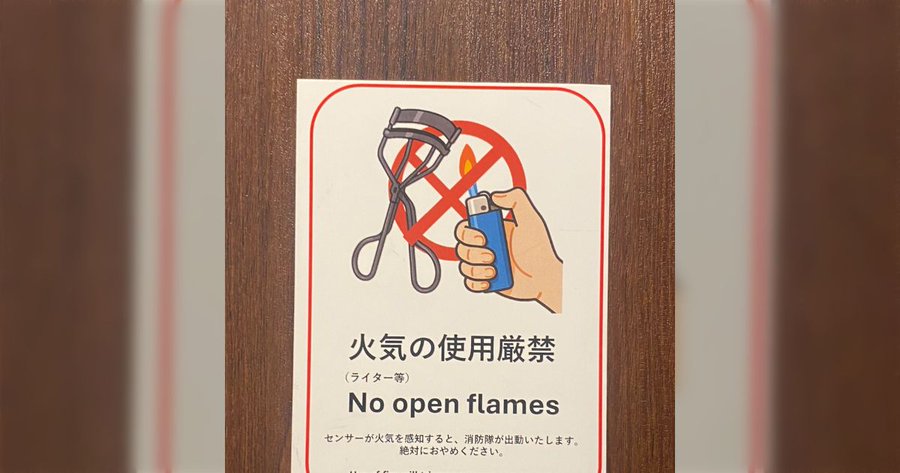 火気の使用厳禁
（ライター等）
No open flames
センサーが火気を感知すると、消防隊が出動いたします。
絶対におやめください。